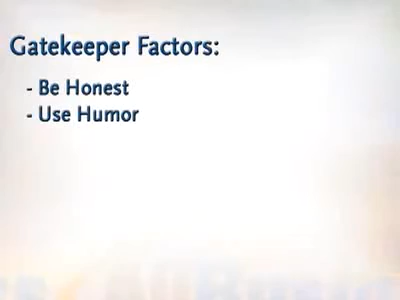 Gatekeeper Factors:
- Be Honest
- Use Humor